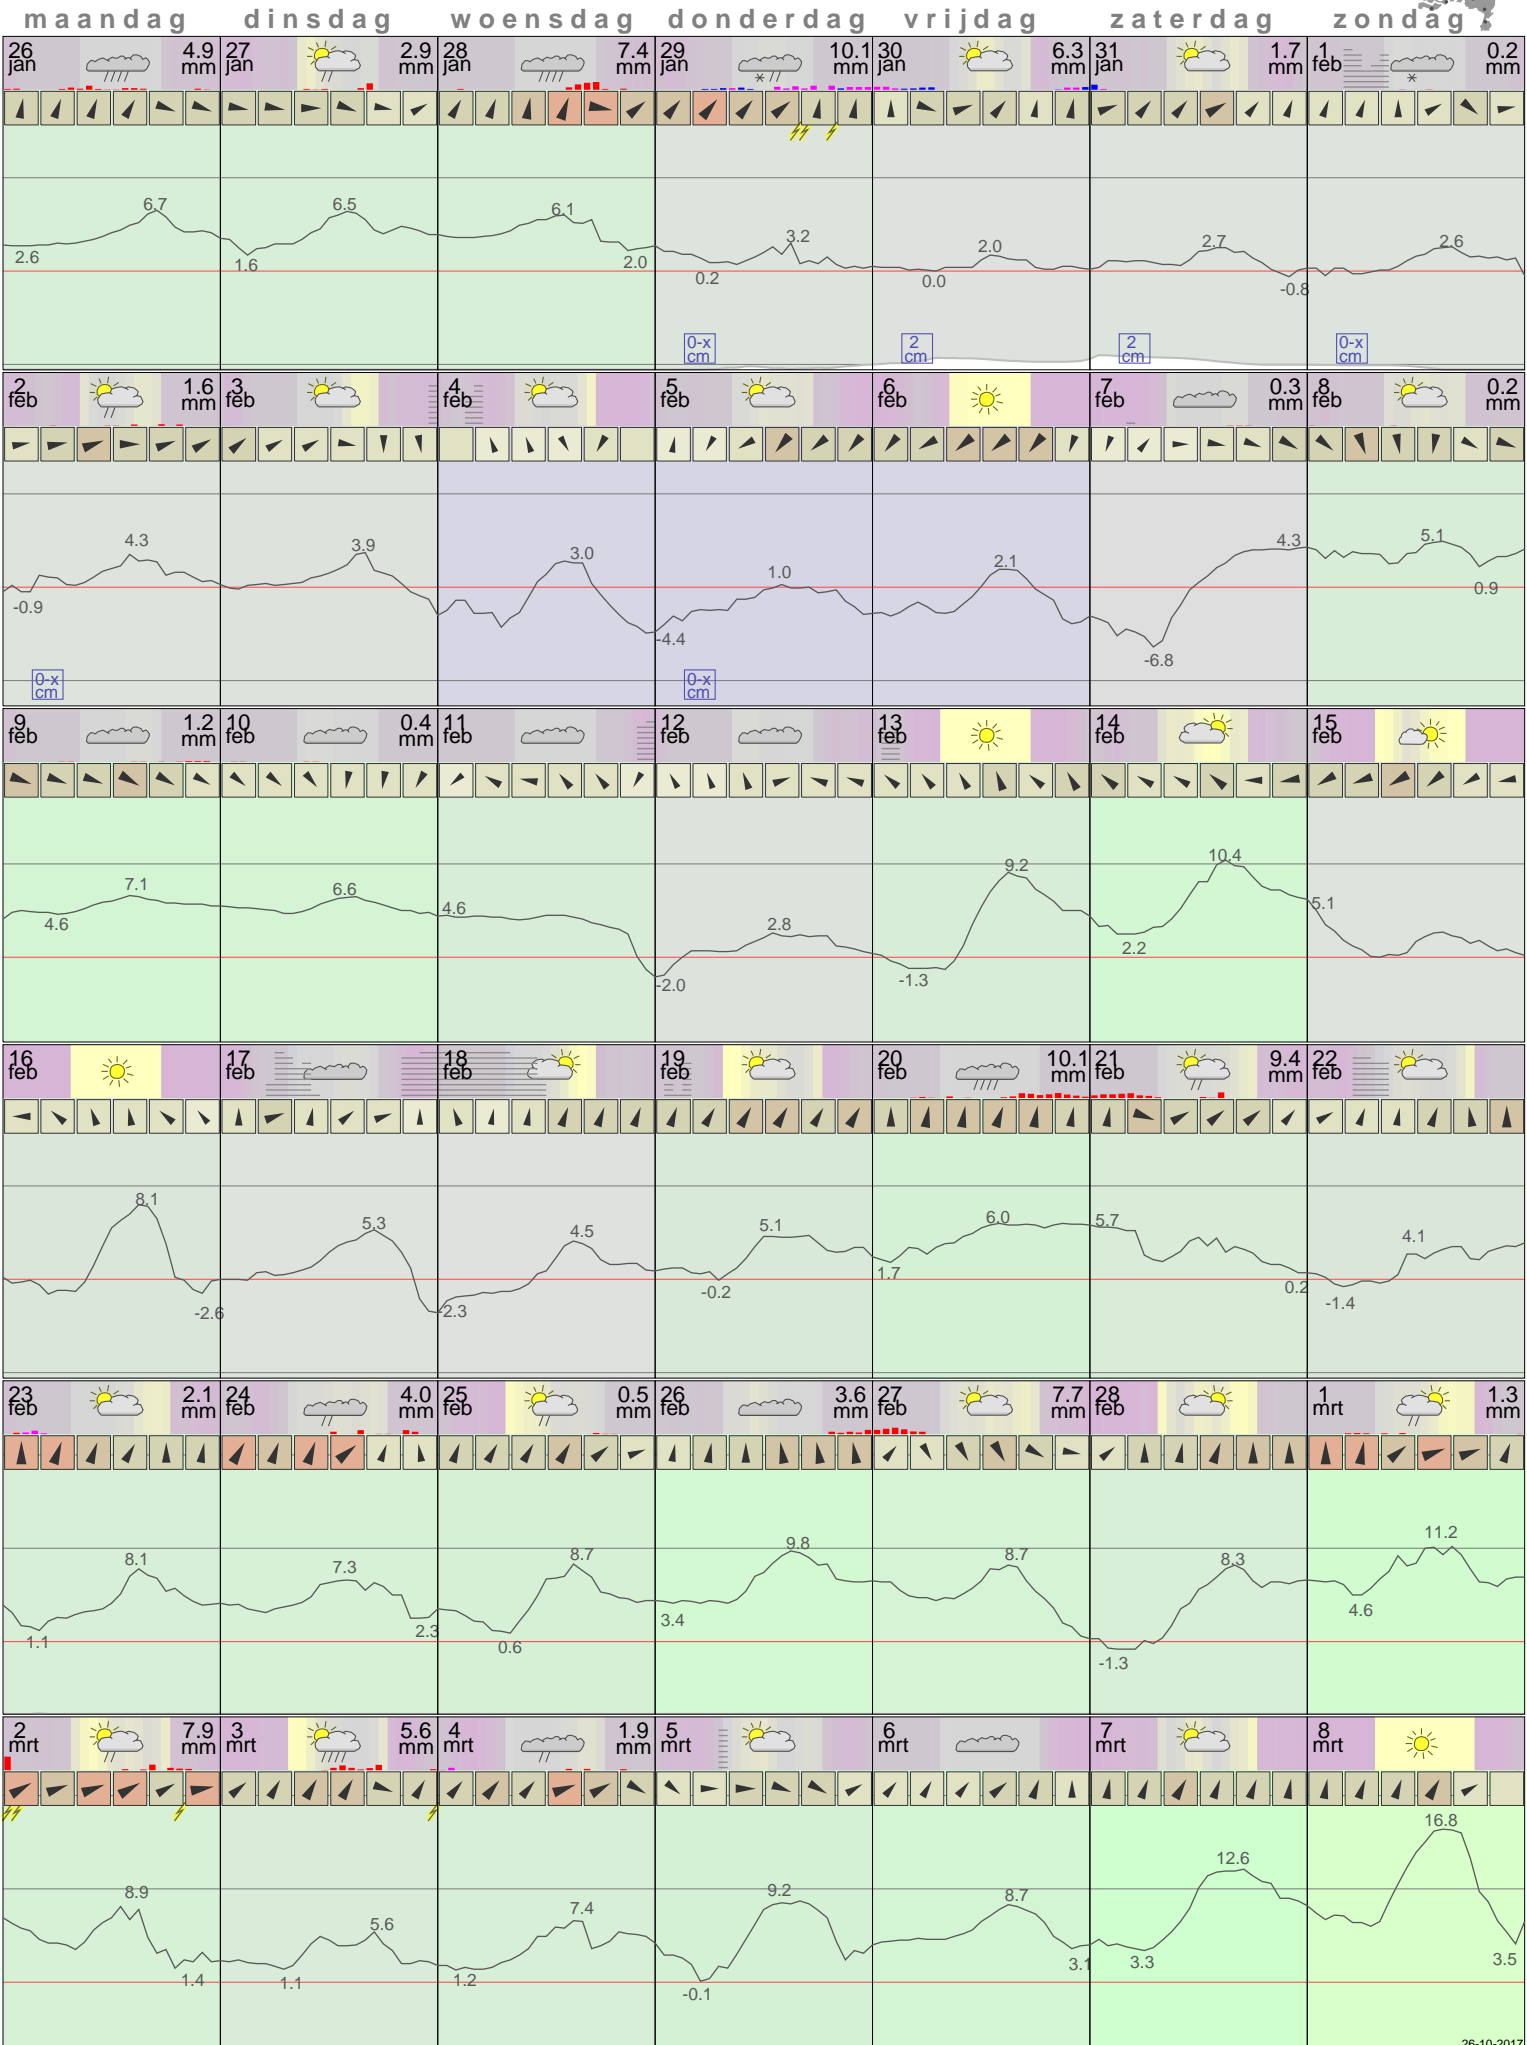 maandag dinsdag woensdag donderdag vrijdag zaterdag zondag
26 jan 4.9 mm 27 jan 2.9 mm 28 jan 7.4 mm 29 jan 10.1 mm 30 jan 6.3 mm 31 jan 1.7 mm 1 feb 0.2 mm
6.7 6.5 6.1 3.2 2.0 2.7 2.6
2.6 1.6 2.0 0.2 0.0 -0.8
0-x cm 2 cm 2 cm 0-x cm
2 feb 1.6 mm 3 feb 4 feb 5 feb 6 feb 7 feb 0.3 mm 8 feb 0.2 mm
4.3 3.9 3.0 1.0 2.1 4.3 5.1
-0.9 -4.4 -6.8 0.9
0-x cm 0-x cm
9 feb 1.2 mm 10 feb 0.4 mm 11 feb 12 feb 13 feb 14 feb 15 feb
7.1 6.6 4.6 2.8 9.2 10.4 5.1
4.6 -2.0 -1.3 2.2
16 feb 17 feb 18 feb 19 feb 20 feb 10.1 mm 21 feb 9.4 mm 22 feb
8.1 5.3 4.5 5.1 6.0 5.7 4.1
-2.6 -2.3 -0.2 1.7 0.2 -1.4
23 feb 2.1 mm 24 feb 4.0 mm 25 feb 0.5 mm 26 feb 3.6 mm 27 feb 7.7 mm 28 feb 1 mrt 1.3 mm
8.1 7.3 8.7 9.8 8.7 8.3 11.2
1.1 2.3 0.6 3.4 -1.3 4.6
2 mrt 7.9 mm 3 mrt 5.6 mm 4 mrt 1.9 mm 5 mrt 6 mrt 7 mrt 8 mrt
8.9 5.6 7.4 9.2 8.7 12.6 16.8
1.4 1.1 1.2 -0.1 3.1 3.3 3.5
26-10-2017